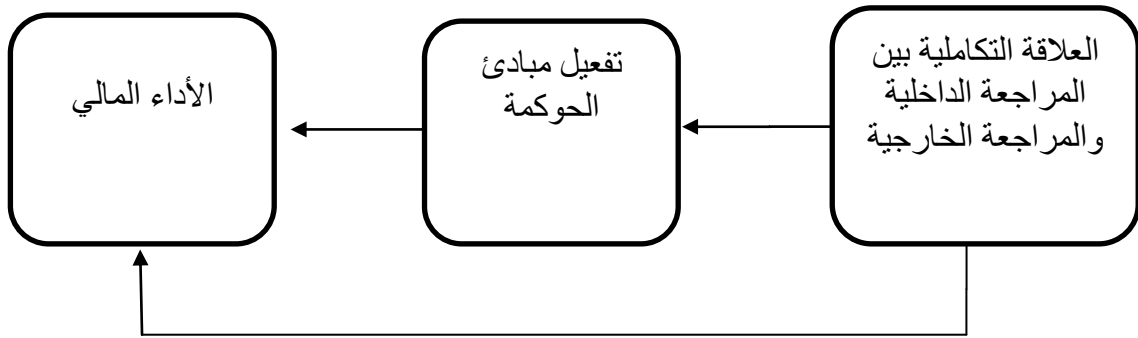 العلاقة التكاملية بين
المراجعة الداخلية
والمراجعة الخارجية
تفعيل مبادئ
الحوكمة
الأداء المالي